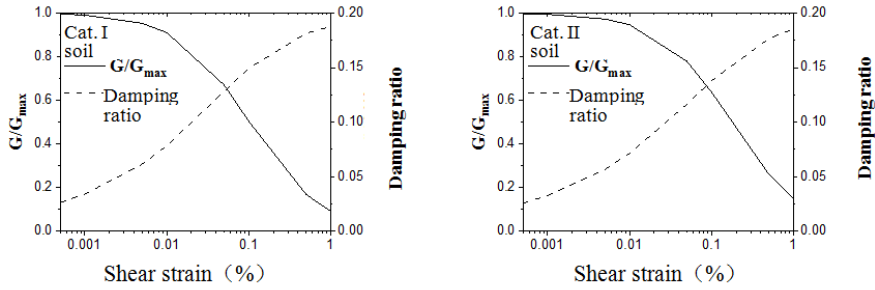 1.0
0.8
0.6
0.4
0.2
0.0
G/Gmax
Cat. I
soil
G/Gmax
Damping
ratio
0.20
0.15
0.10
0.05
0.00
Damping ratio
0.001 0.01 0.1 1
Shear strain（%）
1.0
0.8
0.6
0.4
0.2
0.0
G/Gmax
Cat. II
soil
G/Gmax
Damping
ratio
0.20
0.15
0.10
0.05
0.00
Damping ratio
0.001 0.01 0.1 1
Shear strain（%）